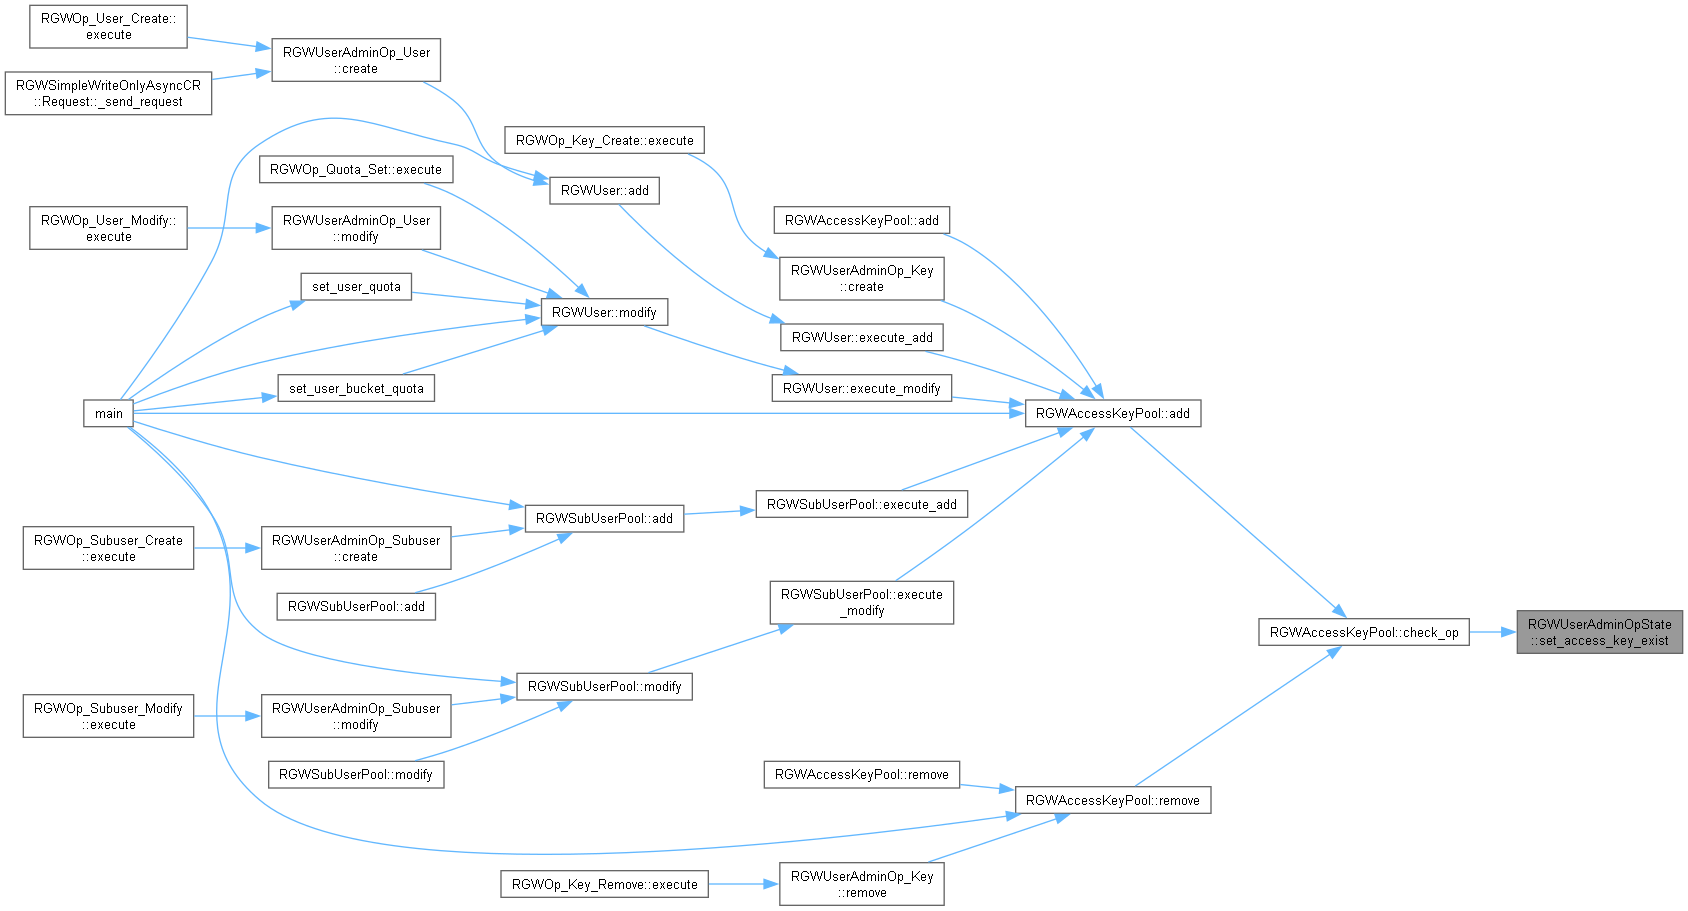 RGWOp_User_Create::
execute
RGWUserAdminOp_User
::create
RGWSimpleWriteOnlyAsyncCR
::Request::_send_request
RGWOp_Key_Create::execute
RGWOp_Quota_Set::execute
RGWUser::add
RGWOp_User_Modify::
execute
RGWUserAdminOp_User
::modify
RGWAccessKeyPool::add
RGWUserAdminOp_Key
::create
set_user_quota
RGWUser::modify
RGWUser::execute_add
set_user_bucket_quota
RGWUser::execute_modify
main
RGWAccessKeyPool::add
RGWSubUserPool::execute_add
RGWSubUserPool::add
RGWOp_Subuser_Create
::execute
RGWUserAdminOp_Subuser
::create
RGWSubUserPool::add
RGWSubUserPool::execute
_modify
RGWAccessKeyPool::check_op
RGWUserAdminOpState
::set_access_key_exist
RGWSubUserPool::modify
RGWOp_Subuser_Modify
::execute
RGWUserAdminOp_Subuser
::modify
RGWSubUserPool::modify
RGWAccessKeyPool::remove
RGWAccessKeyPool::remove
RGWOp_Key_Remove::execute
RGWUserAdminOp_Key
::remove